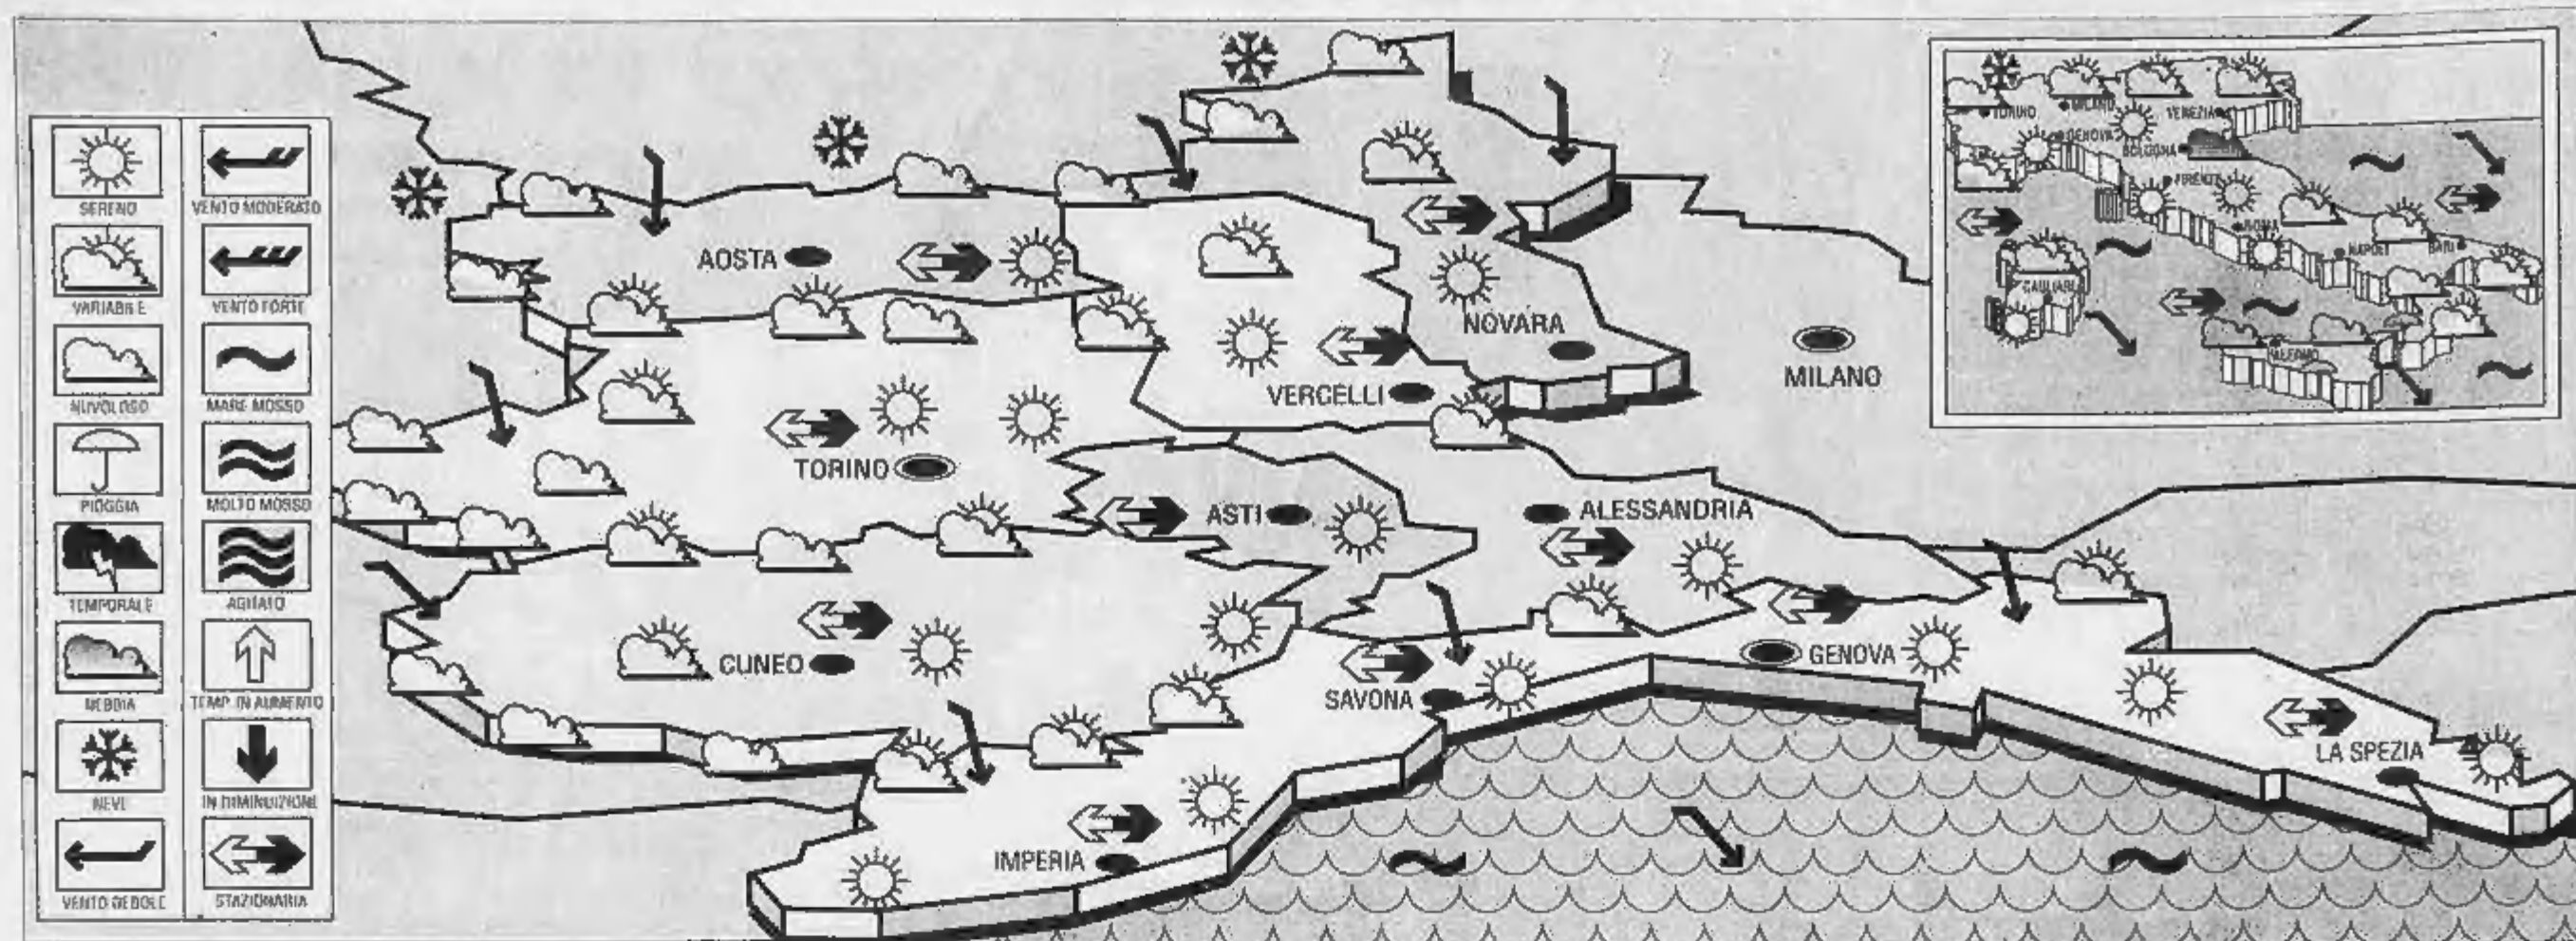 SERENO
VARIABILE
NUVOLOSO
PIOGGIA
TEMPORALE
NEBBIA
NEVE
VENTO DEBOLE
VENTO MODERATO
VENTO FORTE
MARE MOSSO
MOLTO MOSSO
AGITATO
TEMP. IN AUMENTO
IN DIMINUZIONE
STAZIONARIA
AOSTA
NOVARA
VERCELLI
MILANO
TORINO
ASTI
ALESSANDRIA
CUNEO
GENOVA
SAVONA
LA SPEZIA
IMPERIA
TORINO
MILANO
VENEZIA
GENOVA
BOLOGNA
FIRENZE
ROMA
NAPOLI
BARI
CAGLIARI
PALERMO